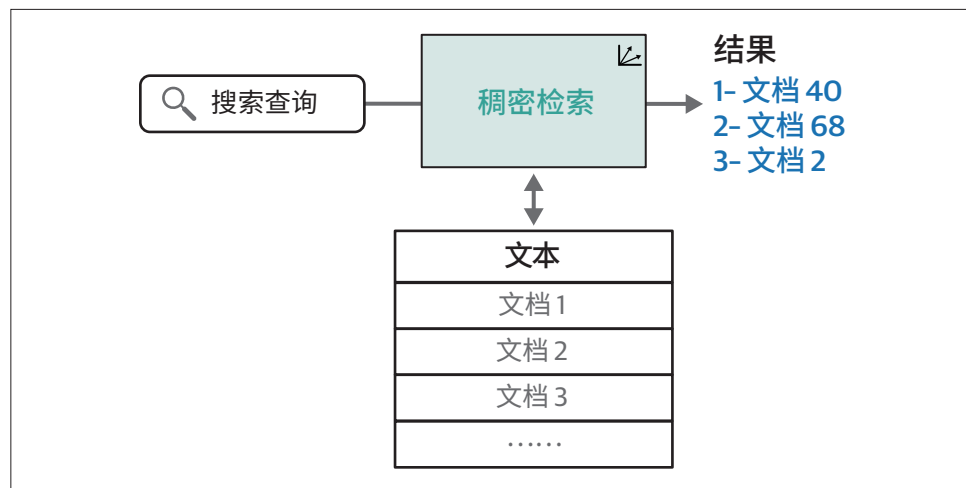 搜索查询
稠密检索
结果
1- 文档 40
2- 文档 68
3- 文档 2
文本
文档 1
文档 2
文档 3
……